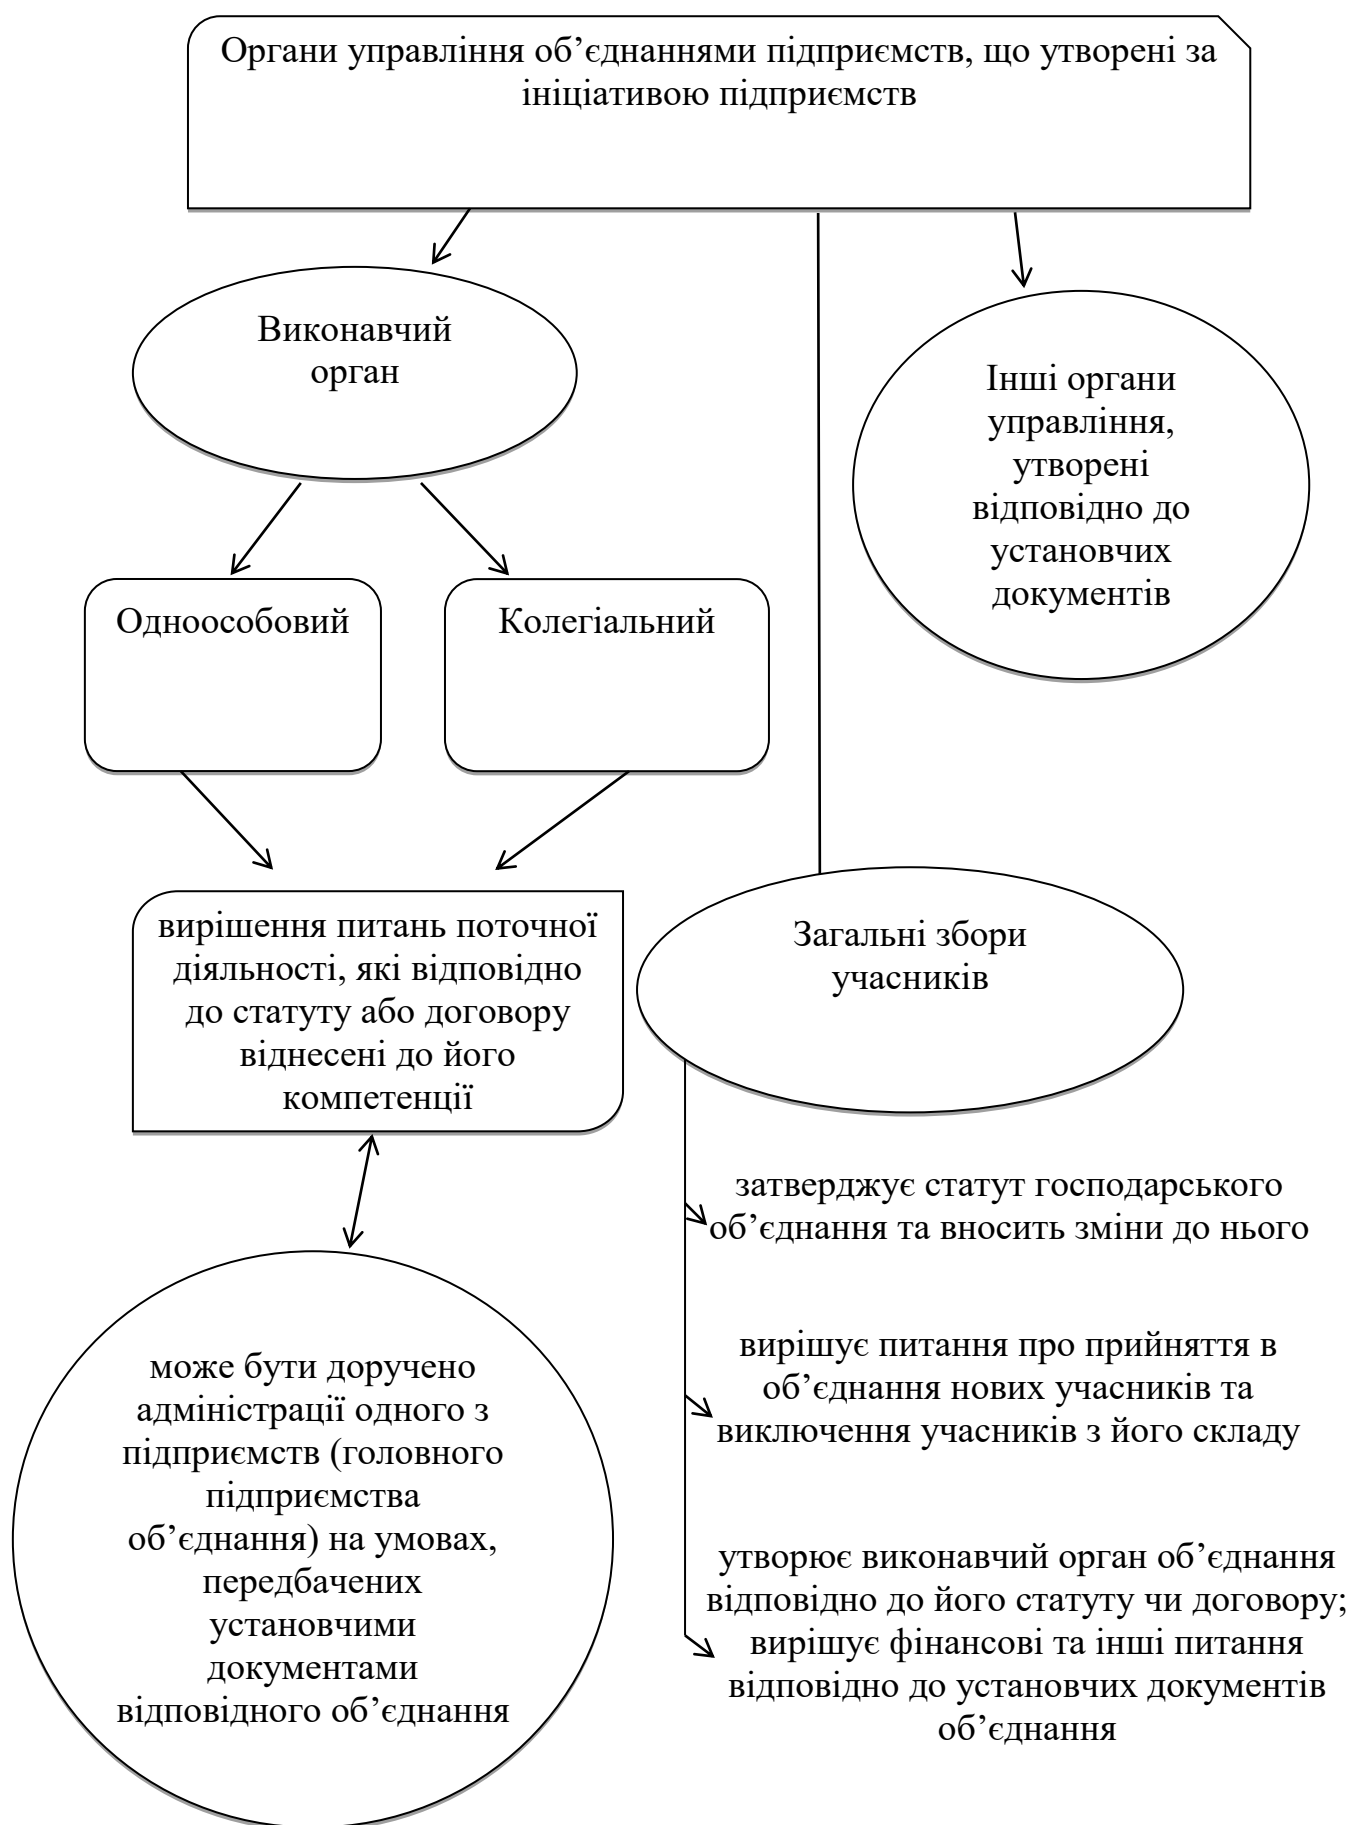 Органи управління об’єднаннями підприємств, що утворені за
ініціативою підприємств
Виконавчий
орган
Інші органи
управління,
утворені
відповідно до
установчих
документів
Одноособовий
Колегіальний
вирішення питань поточної
діяльності, які відповідно
до статуту або договору
віднесені до його
компетенції
Загальні збори
учасників
затверджує статут господарського
об’єднання та вносить зміни до нього
вирішує питання про прийняття в
об’єднання нових учасників та
виключення учасників з його складу
утворює виконавчий орган об’єднання
відповідно до його статуту чи договору;
вирішує фінансові та інші питання
відповідно до установчих документів
об’єднання
може бути доручено
адміністрації одного з
підприємств (головного
підприємства
об’єднання) на умовах,
передбачених
установчими
документами
відповідного об’єднання